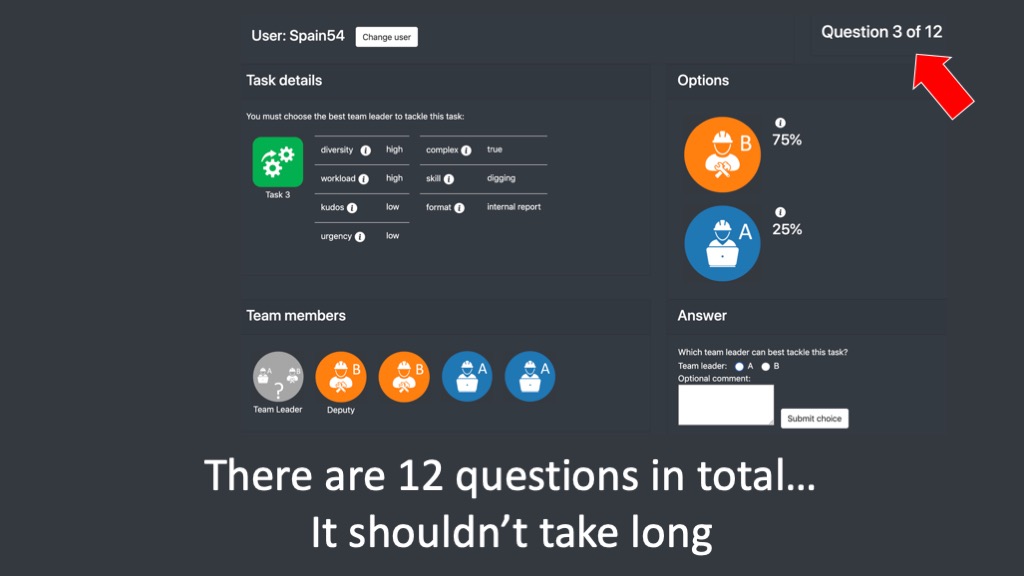 User: Spain54 Change user
Question 3 of 12
Task details
You must choose the best team leader to tackle this task:
Task 3
diversity i high complex i true
workload i high skill i digging
kudos i low format i internal report
urgency i low
Options
B i 75%
A i 25%
Team members
A B ? B B A A
Team Leader Deputy
Answer
Which team leader can best tackle this task?
Team leader: A B
Optional comment:
Submit choice
There are 12 questions in total...
It shouldn’t take long